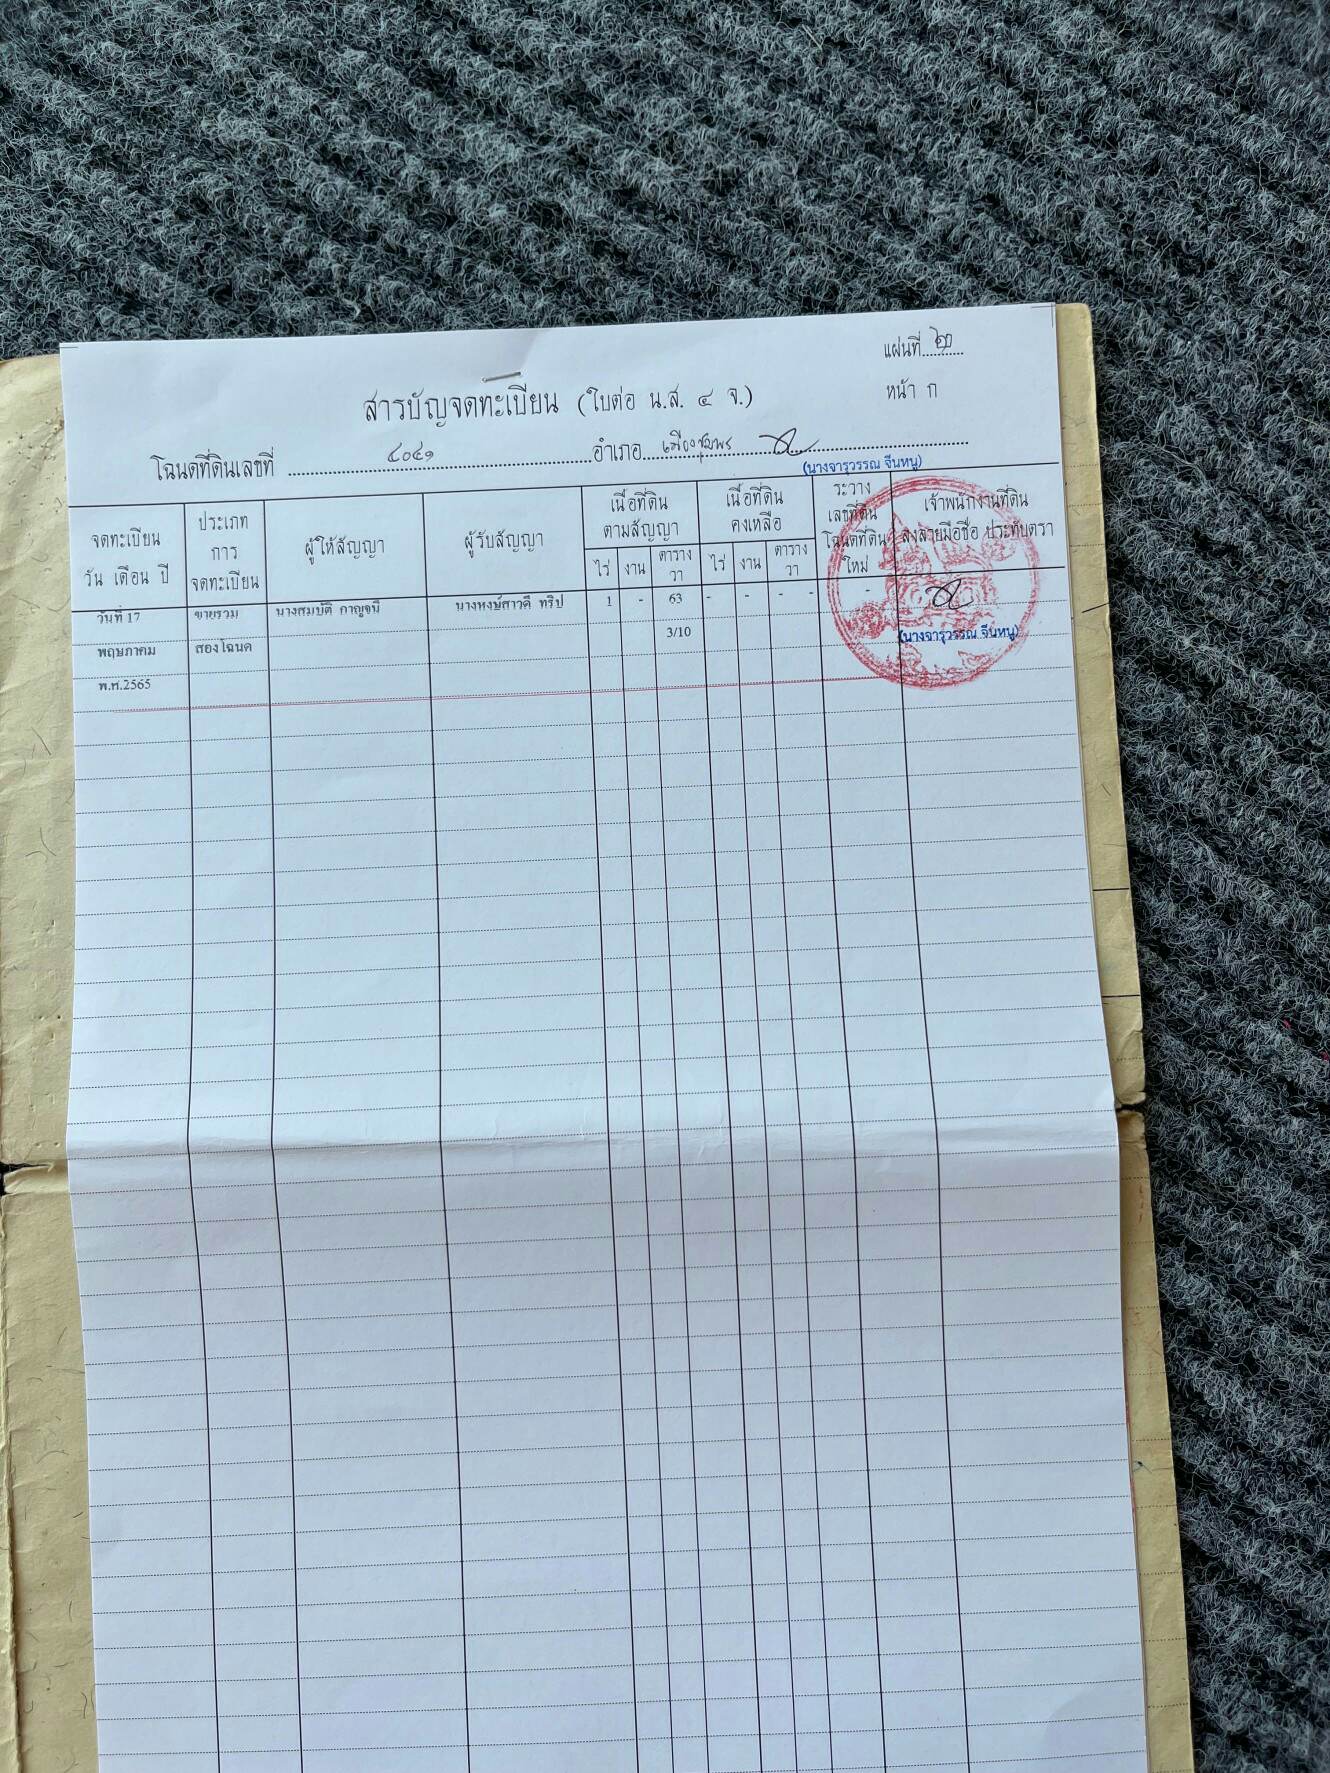 แผ่นที่ ๒
หน้า ก
สารบัญจดทะเบียน (ใบต่อ น.ส. ๔ จ.)
โฉนดที่ดินเลขที่ ๔๐๔๑ อำเภอ เมืองชุมพร
(นางจารุวรรณ จีนหนู)
จดทะเบียน วัน เดือน ปี
ประเภท การ จดทะเบียน
ผู้ให้สัญญา
ผู้รับสัญญา
เนื้อที่ดิน ตามสัญญา
เนื้อที่ดิน คงเหลือ
ระวาง เลขที่ดิน โฉนดที่ดิน ใหม่
เจ้าพนักงานที่ดิน ลงลายมือชื่อ ประทับตรา
ไร่ งาน ตาราง วา ไร่ งาน ตาราง วา
วันที่ 17 ขายรวม นางสมบัติ กาญจนี นางหงษ์สาวดี ทริป 1 - 63 - - - - -
3/10
พฤษภาคม สองโฉนด (นางจารุวรรณ จีนหนู)
พ.ศ.2565